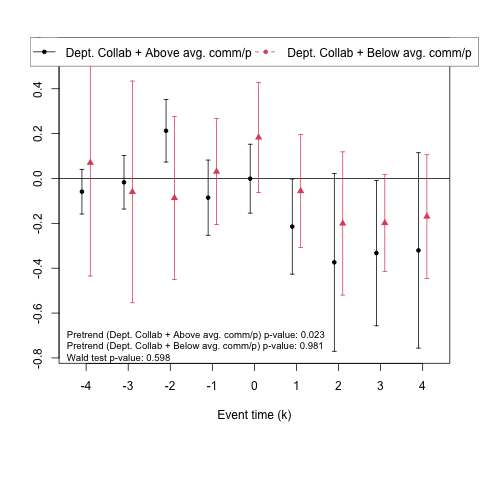 Dept. Collab + Above avg. comm/p Dept. Collab + Below avg. comm/p
0.4
0.2
0.0
-0.2
-0.4
-0.6
-0.8
Pretrend (Dept. Collab + Above avg. comm/p) p-value: 0.023
Pretrend (Dept. Collab + Below avg. comm/p) p-value: 0.981
Wald test p-value: 0.598
-4 -3 -2 -1 0 1 2 3 4
Event time (k)